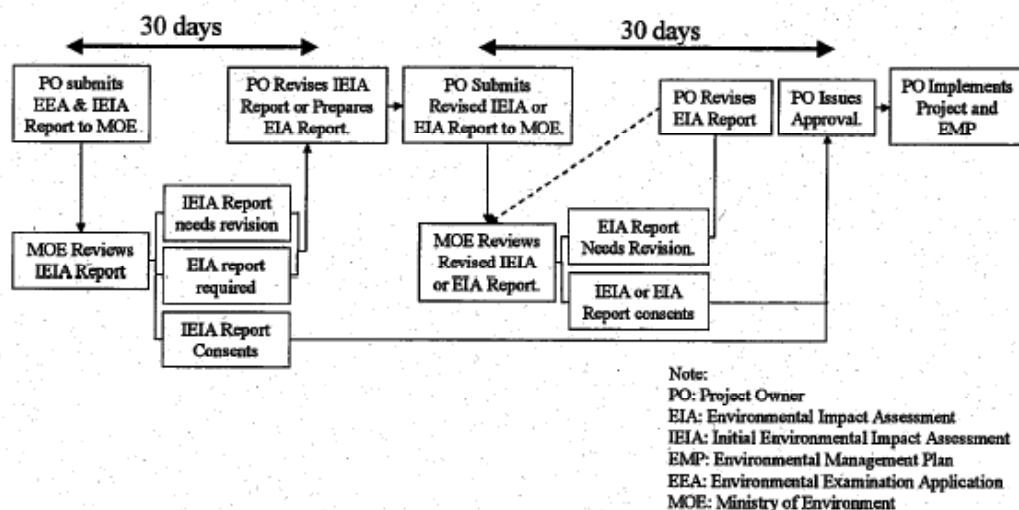 30 days
30 days
PO submits
EEA & IEIA
Report to MOE.
PO Revises IEIA
Report or Prepares
EIA Report.
PO Submits
Revised IEIA or
EIA Report to MOE.
PO Revises
EIA Report
PO Issues
Approval.
PO Implements
Project and
EMP
MOE Reviews
IEIA Report
IEIA Report
needs revision
EIA report
required
IEIA Report
Consents
MOE Reviews
Revised IEIA
or EIA Report.
EIA Report
Needs Revision.
IEIA or EIA
Report consents
Note:
PO: Project Owner
EIA: Environmental Impact Assessment
IEIA: Initial Environmental Impact Assessment
EMP: Environmental Management Plan
EEA: Environmental Examination Application
MOE: Ministry of Environment